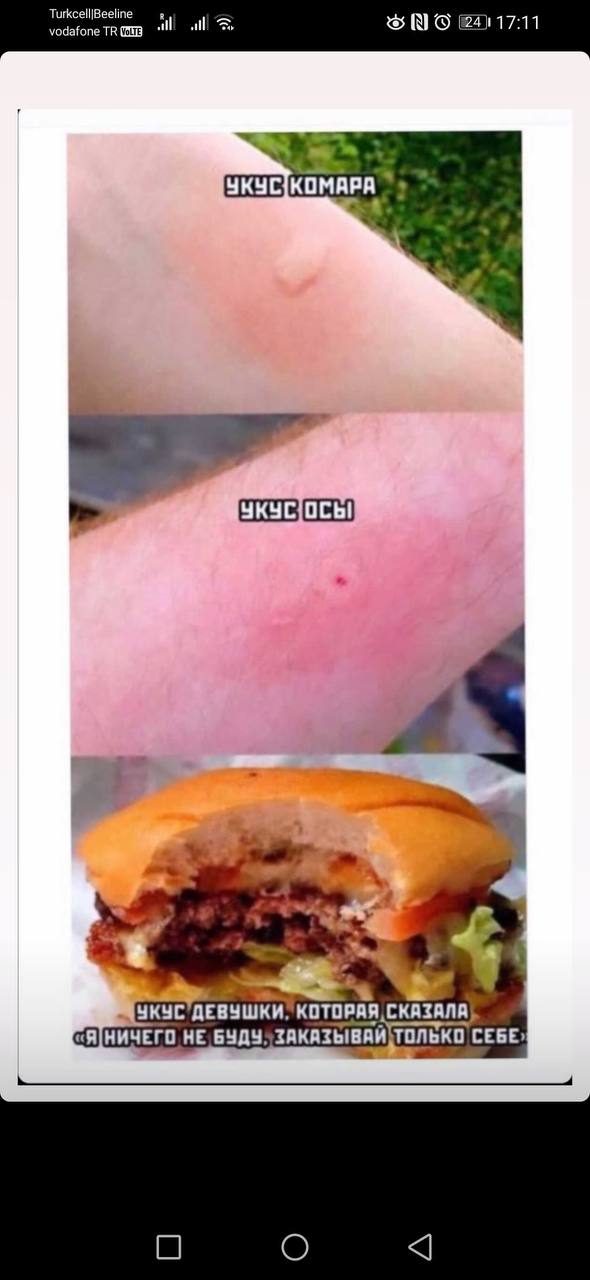 Turkcell|Beeline
vodafone TR VoLTE
R
24
17:11
УКУС КОМАРА
УКУС ОСЫ
УКУС ДЕВУШКИ, КОТОРАЯ СКАЗАЛА
«Я НИЧЕГО НЕ БУДУ, ЗАКАЗЫВАЙ ТОЛЬКО СЕБЕ»